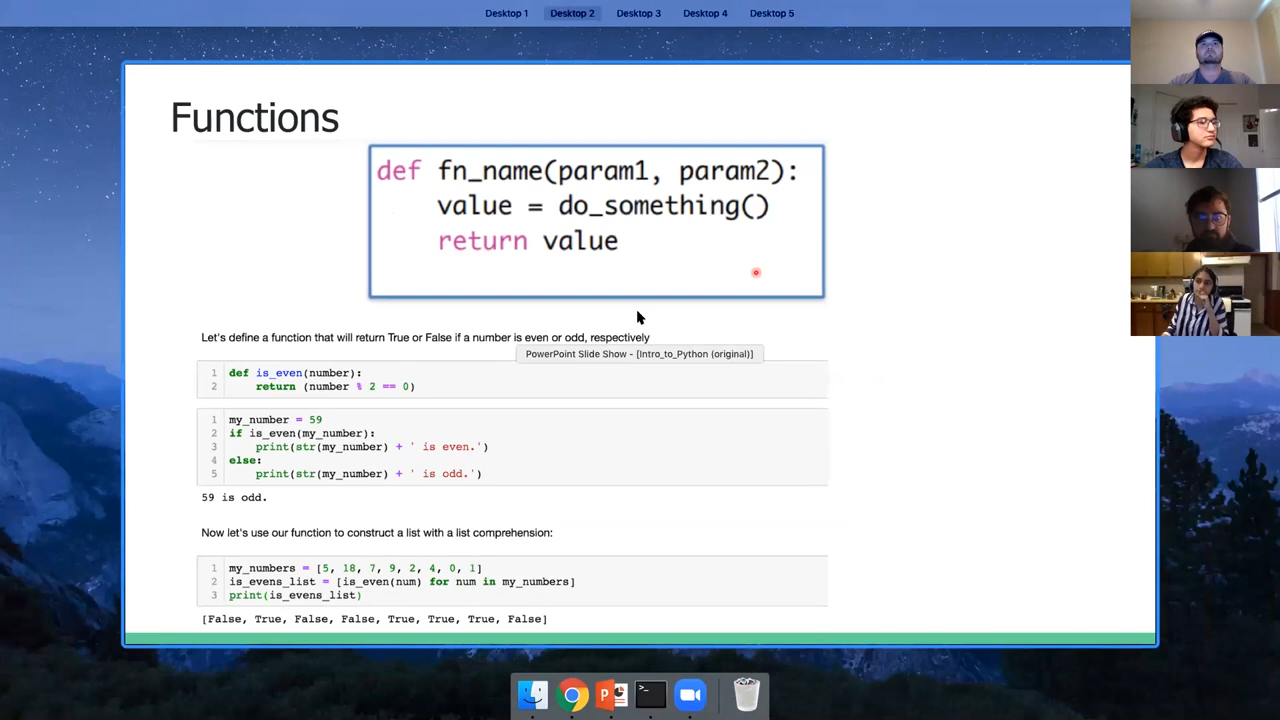 Desktop 1 Desktop 2 Desktop 3 Desktop 4 Desktop 5
Functions
def fn_name(param1, param2):
value = do_something()
return value
Let's define a function that will return True or False if a number is even or odd, respectively
PowerPoint Slide Show - [Intro_to_Python (original)]
1 def is_even(number):
2 return (number % 2 == 0)
1 my_number = 59
2 if is_even(my_number):
3 print(str(my_number) + ' is even.')
4 else:
5 print(str(my_number) + ' is odd.')
59 is odd.
Now let's use our function to construct a list with a list comprehension:
1 my_numbers = [5, 18, 7, 9, 2, 4, 0, 1]
2 is_evens_list = [is_even(num) for num in my_numbers]
3 print(is_evens_list)
[False, True, False, False, True, True, True, False]
P
>_